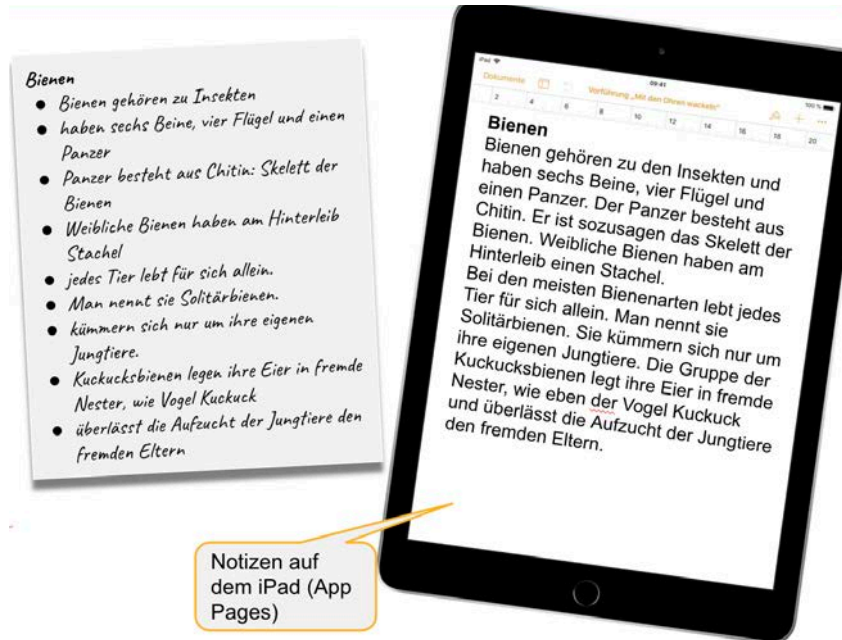 Bienen
● Bienen gehören zu Insekten
● haben sechs Beine, vier Flügel und einen
Panzer
● Panzer besteht aus Chitin: Skelett der
Bienen
● Weibliche Bienen haben am Hinterleib
Stachel
● jedes Tier lebt für sich allein.
● Man nennt sie Solitärbienen.
● kümmern sich nur um ihre eigenen
Jungtiere.
● Kuckucksbienen legen ihre Eier in fremde
Nester, wie Vogel Kuckuck
● überlässt die Aufzucht der Jungtiere den
fremden Eltern
iPad 09:41 100 %
Dokumente Vorführung „Mit den Ohren wackeln“
2 4 6 8 10 12 14 16 18 20
Bienen
Bienen gehören zu den Insekten und
haben sechs Beine, vier Flügel und
einen Panzer. Der Panzer besteht aus
Chitin. Er ist sozusagen das Skelett der
Bienen. Weibliche Bienen haben am
Hinterleib einen Stachel.
Bei den meisten Bienenarten lebt jedes
Tier für sich allein. Man nennt sie
Solitärbienen. Sie kümmern sich nur um
ihre eigenen Jungtiere. Die Gruppe der
Kuckucksbienen legt ihre Eier in fremde
Nester, wie eben der Vogel Kuckuck
und überlässt die Aufzucht der Jungtiere
den fremden Eltern.
Notizen auf
dem iPad (App
Pages)